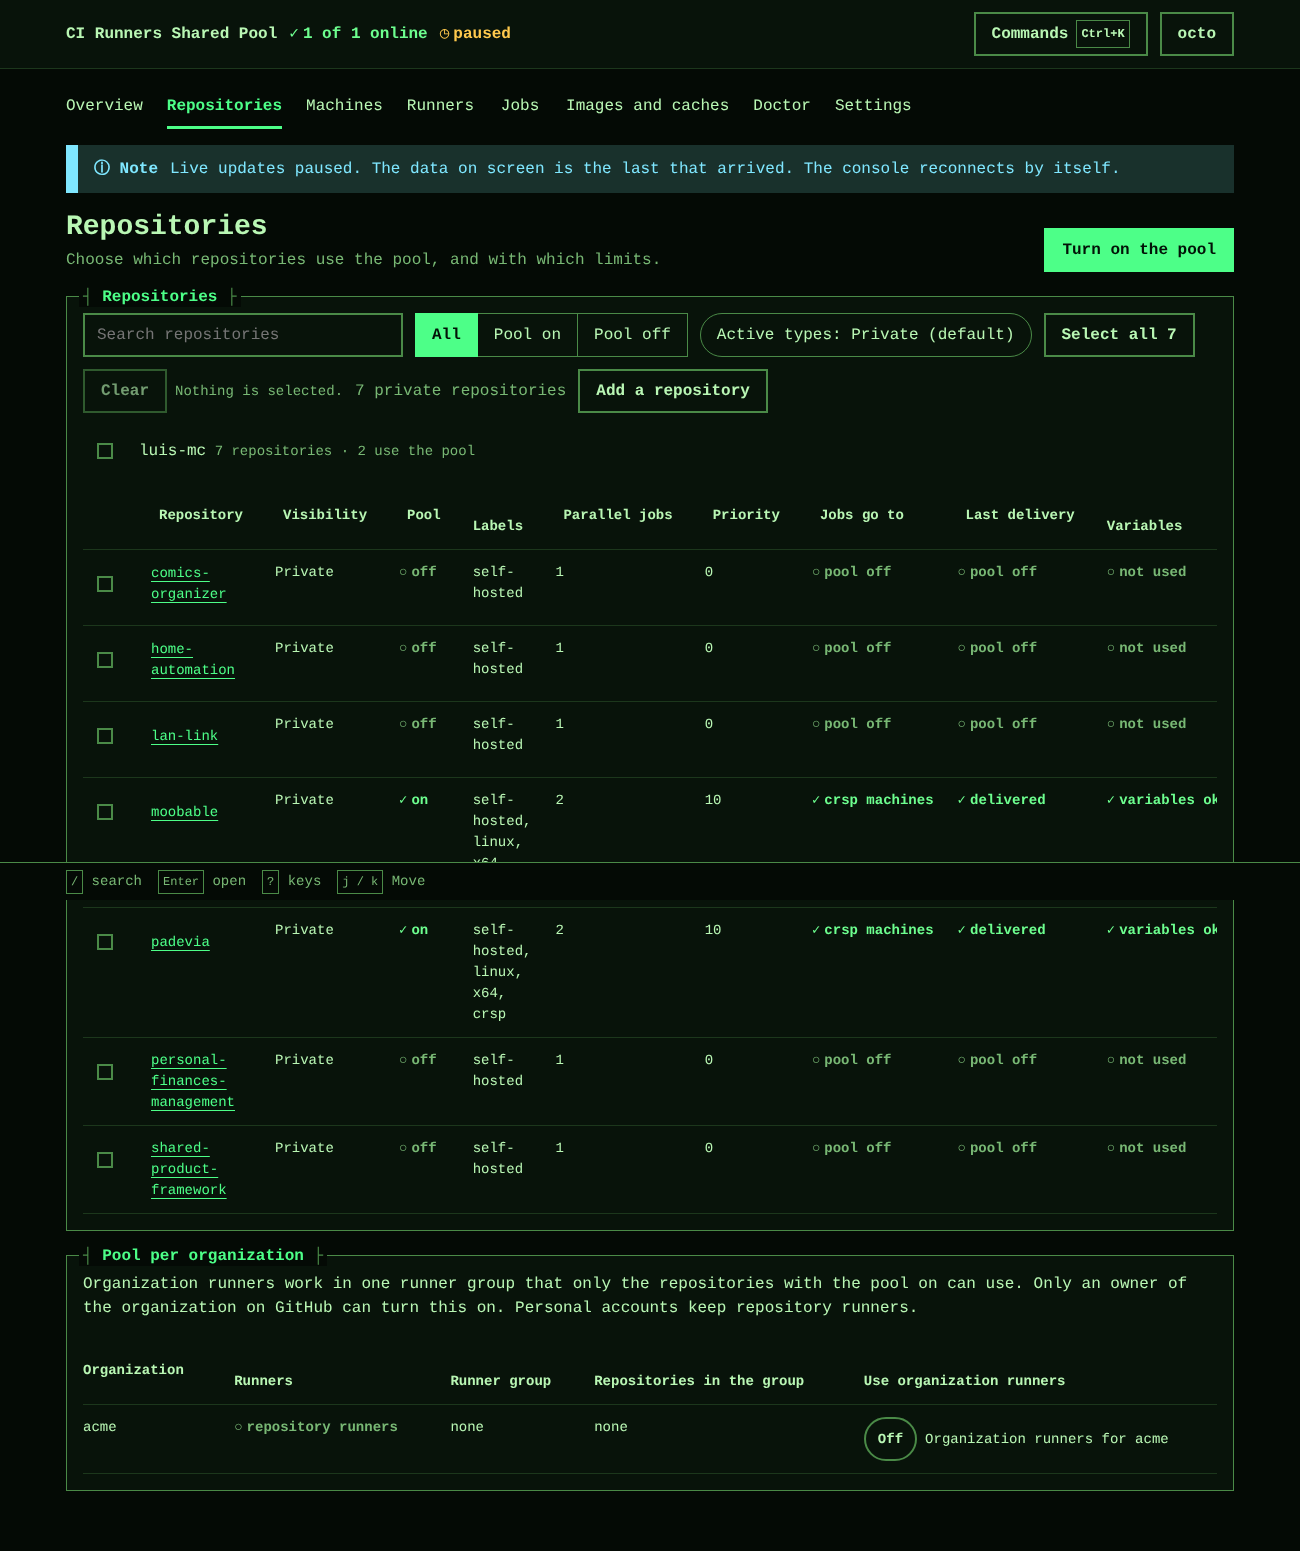 CI Runners Shared Pool ✓ 1 of 1 online ◷ paused
Commands Ctrl+K octo
Overview Repositories Machines Runners Jobs Images and caches Doctor Settings
ⓘ Note Live updates paused. The data on screen is the last that arrived. The console reconnects by itself.
Repositories
Choose which repositories use the pool, and with which limits.
Turn on the pool
┤ Repositories ├
Search repositories All Pool on Pool off Active types: Private (default) Select all 7
Clear Nothing is selected. 7 private repositories Add a repository
luis-mc 7 repositories · 2 use the pool
Repository Visibility Pool Labels Parallel jobs Priority Jobs go to Last delivery Variables
comics- Private ○ off self- 1 0 ○ pool off ○ pool off ○ not used
organizer hosted
home- Private ○ off self- 1 0 ○ pool off ○ pool off ○ not used
automation hosted
lan-link Private ○ off self- 1 0 ○ pool off ○ pool off ○ not used
hosted
moobable Private ✓ on self- 2 10 ✓ crsp machines ✓ delivered ✓ variables ok
hosted,
linux,
x64
/ search Enter open ? keys j / k Move
padevia Private ✓ on self- 2 10 ✓ crsp machines ✓ delivered ✓ variables ok
hosted,
linux,
x64,
crsp
personal- Private ○ off self- 1 0 ○ pool off ○ pool off ○ not used
finances- hosted
management
shared- Private ○ off self- 1 0 ○ pool off ○ pool off ○ not used
product- hosted
framework
┤ Pool per organization ├
Organization runners work in one runner group that only the repositories with the pool on can use. Only an owner of
the organization on GitHub can turn this on. Personal accounts keep repository runners.
Organization Runners Runner group Repositories in the group Use organization runners
acme ○ repository runners none none Off Organization runners for acme